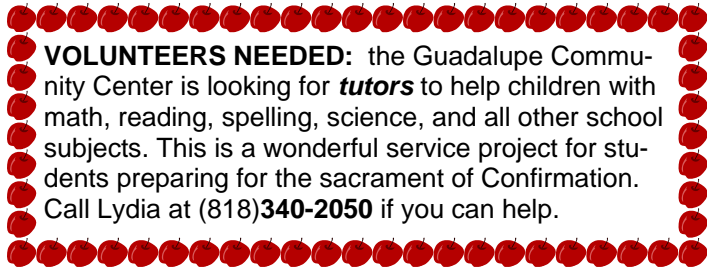 VOLUNTEERS NEEDED: the Guadalupe Commu-
nity Center is looking for tutors to help children with
math, reading, spelling, science, and all other school
subjects. This is a wonderful service project for stu-
dents preparing for the sacrament of Confirmation.
Call Lydia at (818)340-2050 if you can help.